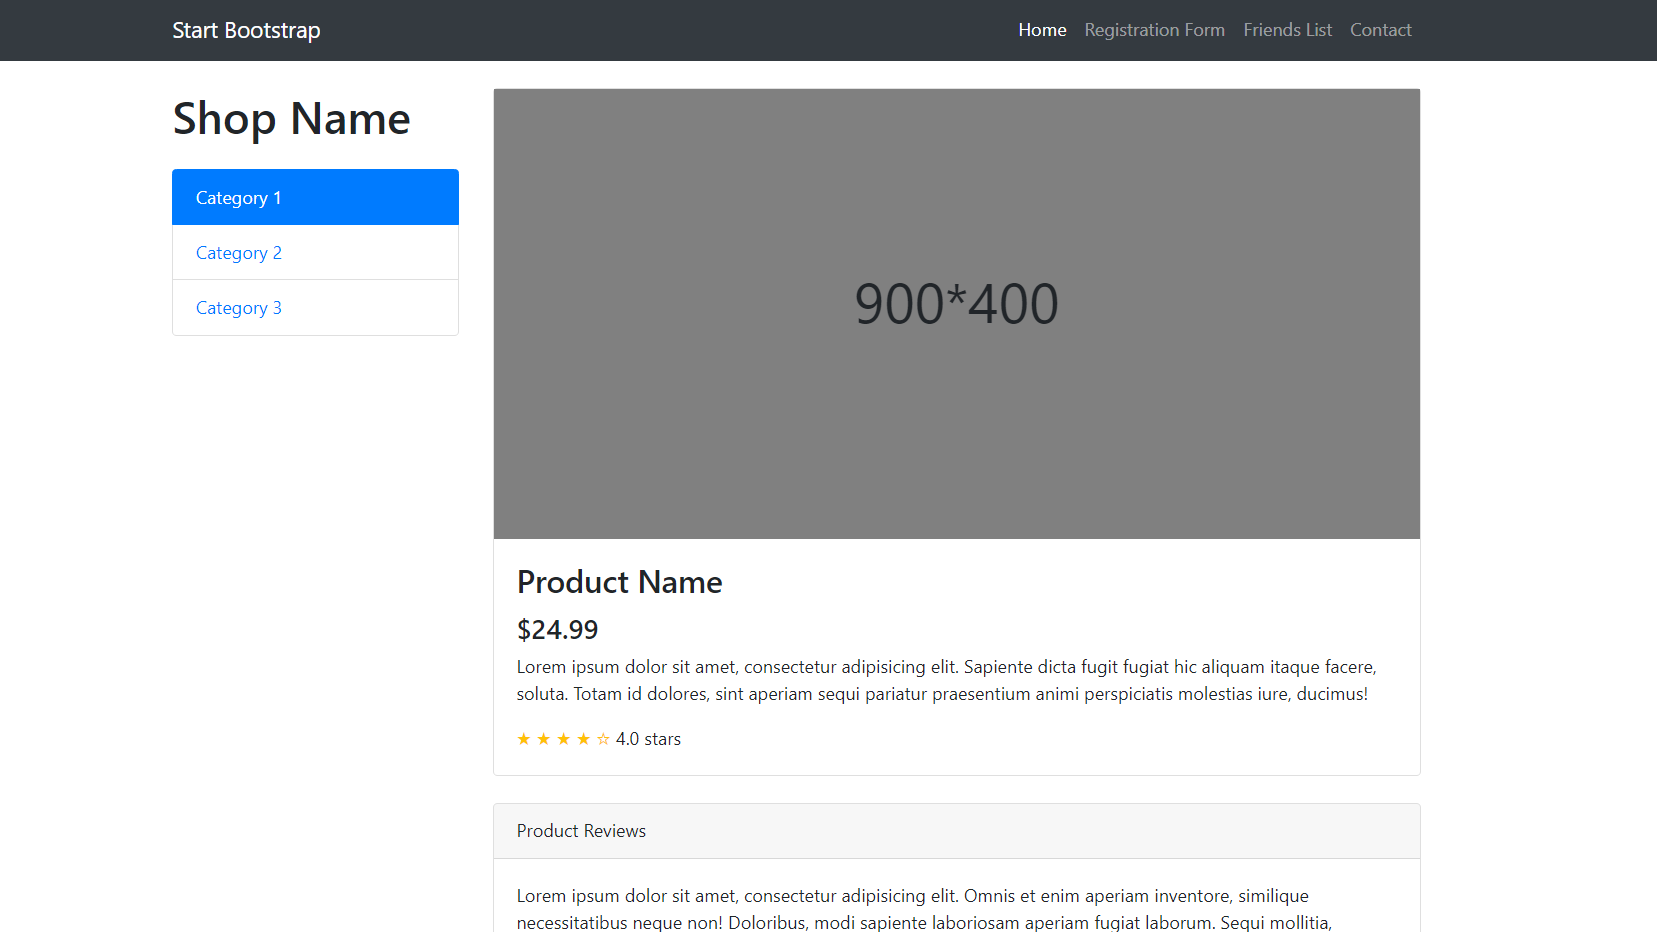 Start Bootstrap
Home Registration Form Friends List Contact
Shop Name
Category 1
Category 2
Category 3
900*400
Product Name
$24.99
Lorem ipsum dolor sit amet, consectetur adipisicing elit. Sapiente dicta fugit fugiat hic aliquam itaque facere,
soluta. Totam id dolores, sint aperiam sequi pariatur praesentium animi perspiciatis molestias iure, ducimus!
★ ★ ★ ★ ☆ 4.0 stars
Product Reviews
Lorem ipsum dolor sit amet, consectetur adipisicing elit. Omnis et enim aperiam inventore, similique
necessitatibus neque non! Doloribus, modi sapiente laboriosam aperiam fugiat laborum. Sequi mollitia,